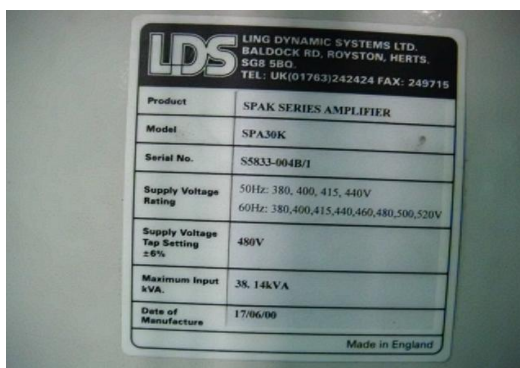 LDS
LING DYNAMIC SYSTEMS LTD.
BALDOCK RD, ROYSTON, HERTS.
SG8 5BQ.
TEL: UK(01763)242424 FAX: 249715
Product SPAK SERIES AMPLIFIER
Model SPA30K
Serial No. S5833-004B/1
Supply Voltage Rating
50Hz: 380, 400, 415, 440V
60Hz: 380,400,415,440,460,480,500,520V
Supply Voltage
Tap Setting 480V
±6%
Maximum Input kVA. 38. 14kVA
Date of Manufacture 17/06/00
Made in England